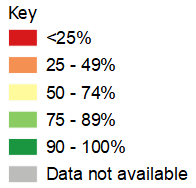 Key
<25%
25 - 49%
50 - 74%
75 - 89%
90 - 100%
Data not available